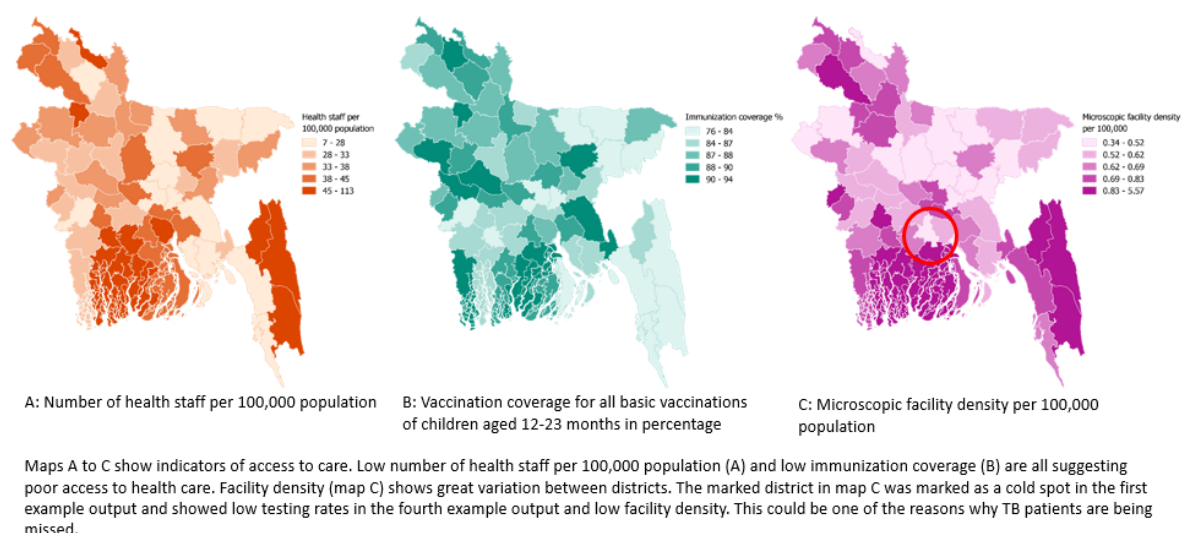 Health staff per
100,000 population
7 - 28
28 - 33
33 - 38
38 - 45
45 - 113
Immunization coverage %
76 - 84
84 - 87
87 - 88
88 - 90
90 - 94
Microscopic facility density
per 100,000
0.34 - 0.52
0.52 - 0.62
0.62 - 0.69
0.69 - 0.83
0.83 - 5.57
A: Number of health staff per 100,000 population
B: Vaccination coverage for all basic vaccinations
of children aged 12-23 months in percentage
C: Microscopic facility density per 100,000
population
Maps A to C show indicators of access to care. Low number of health staff per 100,000 population (A) and low immunization coverage (B) are all suggesting
poor access to health care. Facility density (map C) shows great variation between districts. The marked district in map C was marked as a cold spot in the first
example output and showed low testing rates in the fourth example output and low facility density. This could be one of the reasons why TB patients are being
missed.